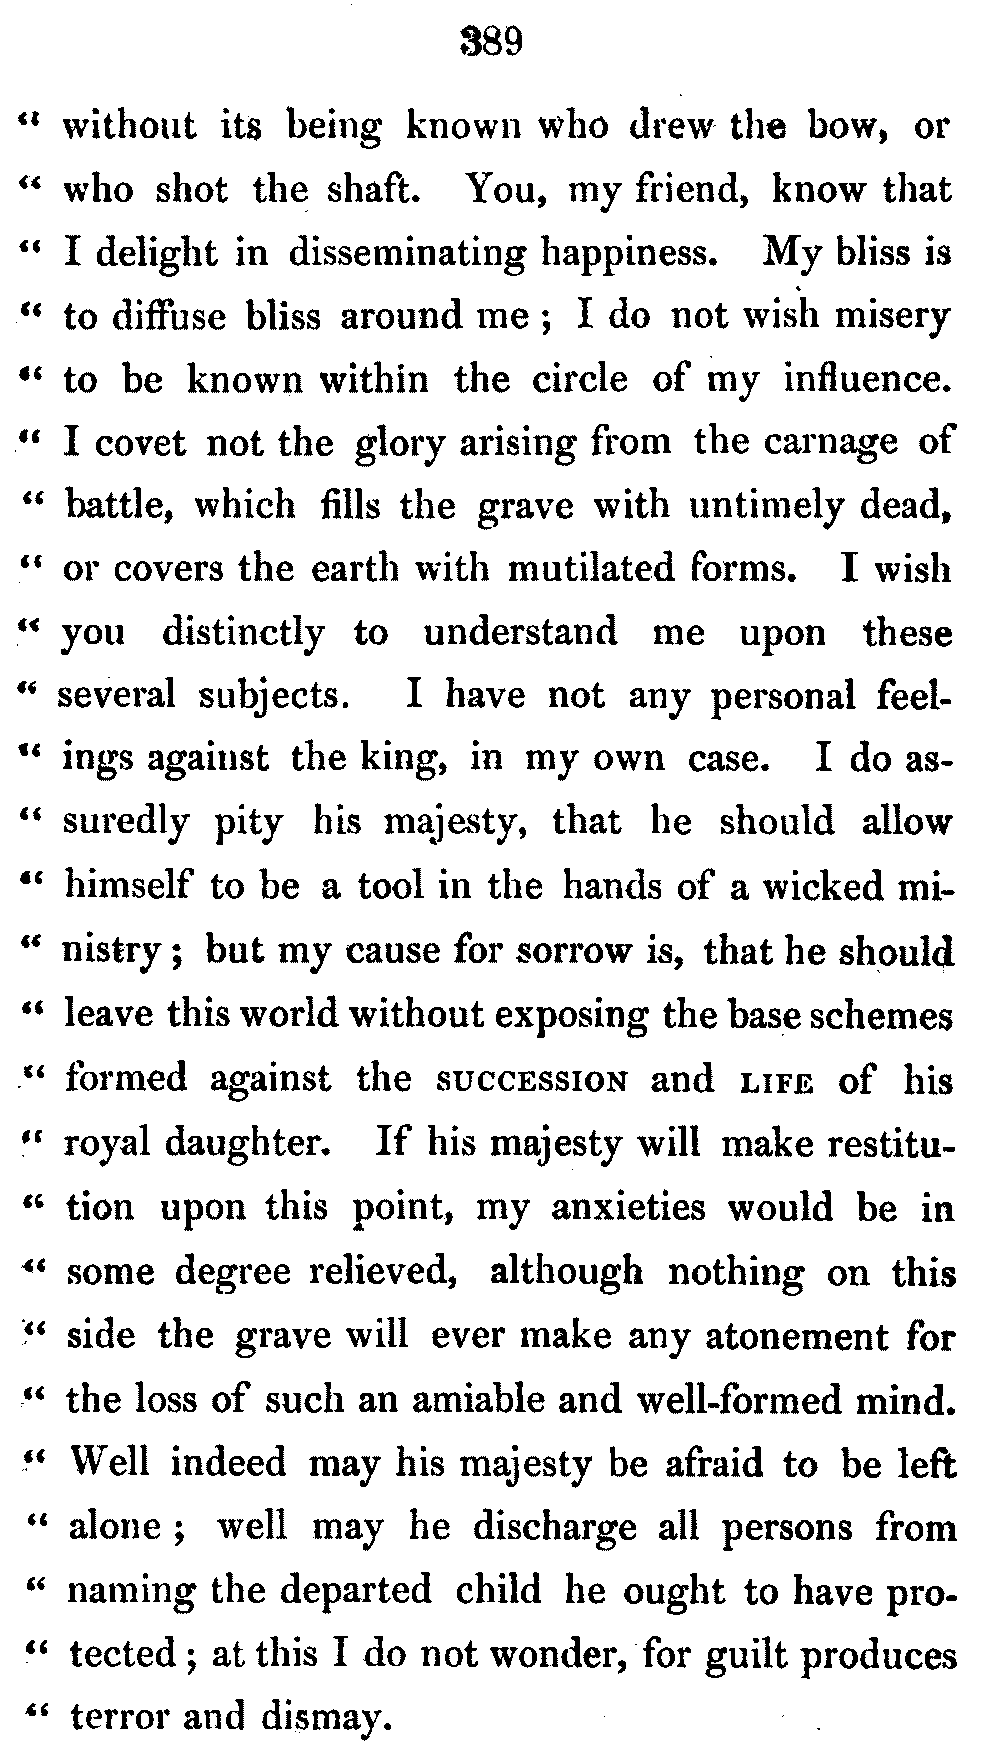 389
“ without its being known who drew the bow, or
“ who shot the shaft. You, my friend, know that
“ I delight in disseminating happiness. My bliss is
“ to diffuse bliss around me ; I do not wish misery
“ to be known within the circle of my influence.
“ I covet not the glory arising from the carnage of
“ battle, which fills the grave with untimely dead,
“ or covers the earth with mutilated forms. I wish
“ you distinctly to understand me upon these
“ several subjects. I have not any personal feel-
“ ings against the king, in my own case. I do as-
“ suredly pity his majesty, that he should allow
“ himself to be a tool in the hands of a wicked mi-
“ nistry ; but my cause for sorrow is, that he should
“ leave this world without exposing the base schemes
“ formed against the SUCCESSION and LIFE of his
“ royal daughter. If his majesty will make restitu-
“ tion upon this point, my anxieties would be in
“ some degree relieved, although nothing on this
“ side the grave will ever make any atonement for
“ the loss of such an amiable and well-formed mind.
“ Well indeed may his majesty be afraid to be left
“ alone ; well may he discharge all persons from
“ naming the departed child he ought to have pro-
“ tected ; at this I do not wonder, for guilt produces
“ terror and dismay.